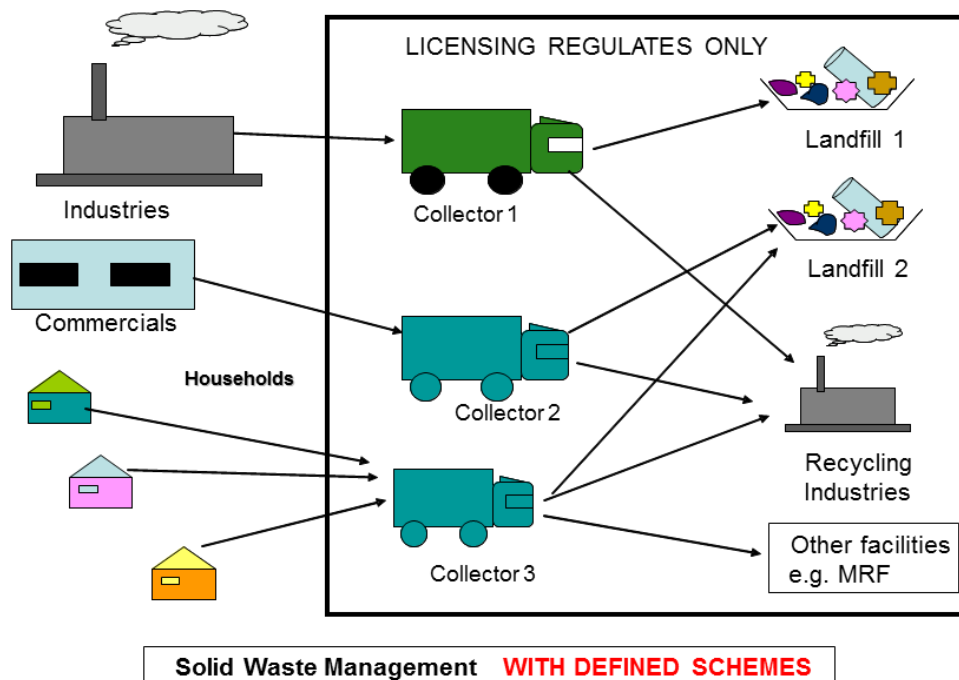 LICENSING REGULATES ONLY
Industries
Collector 1
Landfill 1
Commercials
Landfill 2
Households
Collector 2
Recycling
Industries
Collector 3
Other facilities
e.g. MRF
Solid Waste Management WITH DEFINED SCHEMES